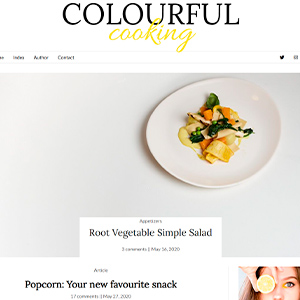 COLOURFUL
cooking
Index Author Contact
Appetizers
Root Vegetable Simple Salad
3 comments | May 16, 2020
Article
Popcorn: Your new favourite snack
17 comments | May 27, 2020